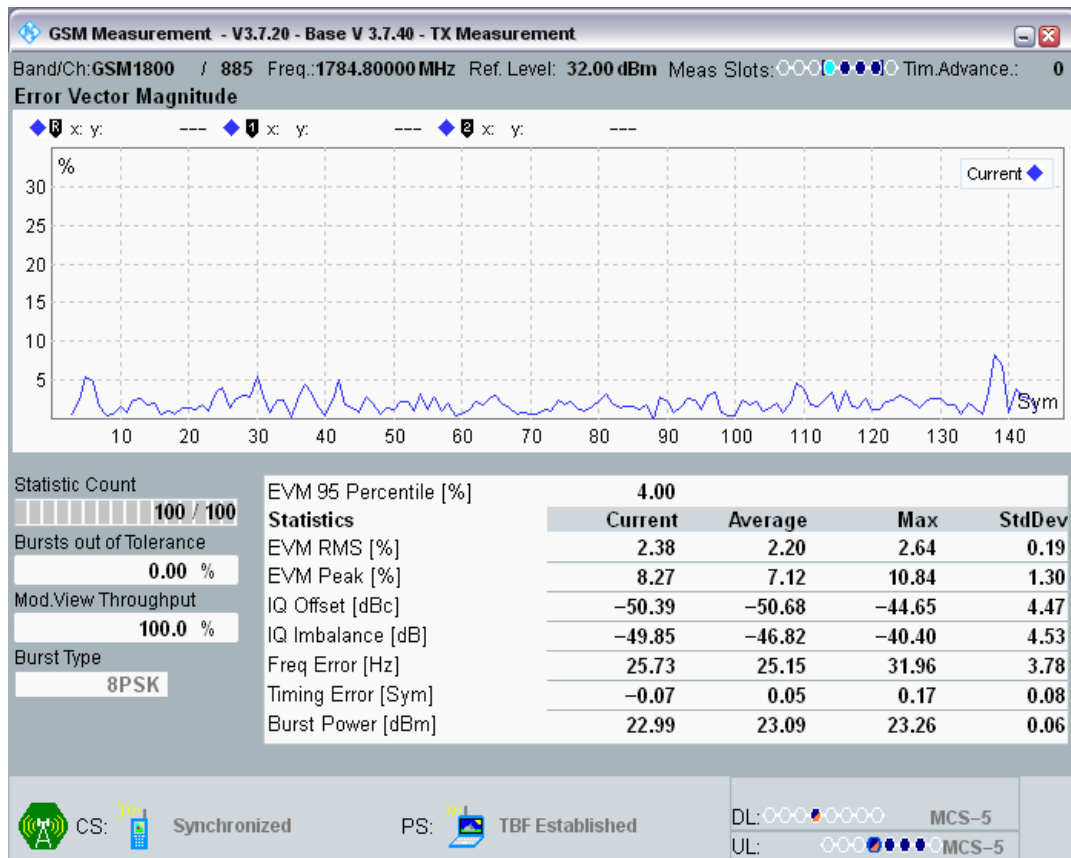 GSM Measurement - V3.7.20 - Base V 3.7.40 - TX Measurement
Band/Ch:GSM1800 / 885 Freq.:1784.80000 MHz Ref. Level: 32.00 dBm Meas Slots: Tim.Advance.: 0
Error Vector Magnitude
R x: y: --- 1 x: y: --- 2 x: y: ---
%
Current
30
25
20
15
10
5
Sym
10 20 30 40 50 60 70 80 90 100 110 120 130 140
Statistic Count
100 / 100
Bursts out of Tolerance
0.00 %
Mod.View Throughput
100.0 %
Burst Type
8PSK
EVM 95 Percentile [%] 4.00
Statistics Current Average Max StdDev
EVM RMS [%] 2.38 2.20 2.64 0.19
EVM Peak [%] 8.27 7.12 10.84 1.30
IQ Offset [dBc] −50.39 −50.68 −44.65 4.47
IQ Imbalance [dB] −49.85 −46.82 −40.40 4.53
Freq Error [Hz] 25.73 25.15 31.96 3.78
Timing Error [Sym] −0.07 0.05 0.17 0.08
Burst Power [dBm] 22.99 23.09 23.26 0.06
CS: Synchronized PS: TBF Established
DL: MCS−5
UL: MCS−5